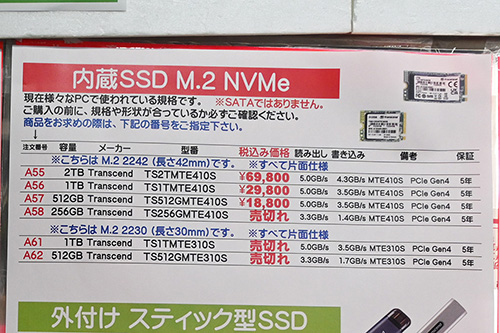 内蔵SSD M.2 NVMe
現在様々なPCで使われている規格です。 ※SATAではありません。
ご購入の前に、規格や形状が合っているか必ずご確認ください。
商品をお求めの際は、下記の番号をご指定下さい。
注文番号 容量 メーカー 型番 税込み価格 読み出し 書き込み 備考 保証
※こちらは M.2 2242 (長さ42mm)です。 ※すべて片面仕様
A55 2TB Transcend TS2TMTE410S ¥69,800 5.0GB/s 4.3GB/s MTE410S PCIe Gen4 5年
A56 1TB Transcend TS1TMTE410S ¥29,800 5.0GB/s 3.5GB/s MTE410S PCIe Gen4 5年
A57 512GB Transcend TS512GMTE410S ¥18,800 5.0GB/s 3.5GB/s MTE410S PCIe Gen4 5年
A58 256GB Transcend TS256GMTE410S 売切れ 3.3GB/s 1.4GB/s MTE410S PCIe Gen4 5年
※こちらは M.2 2230 (長さ30mm)です。 ※すべて片面仕様
A61 1TB Transcend TS1TMTE310S 売切れ 5.0GB/s 3.5GB/s MTE310S PCIe Gen4 5年
A62 512GB Transcend TS512GMTE310S 売切れ 3.3GB/s 1.7GB/s MTE310S PCIe Gen4 5年
外付け スティック型SSD